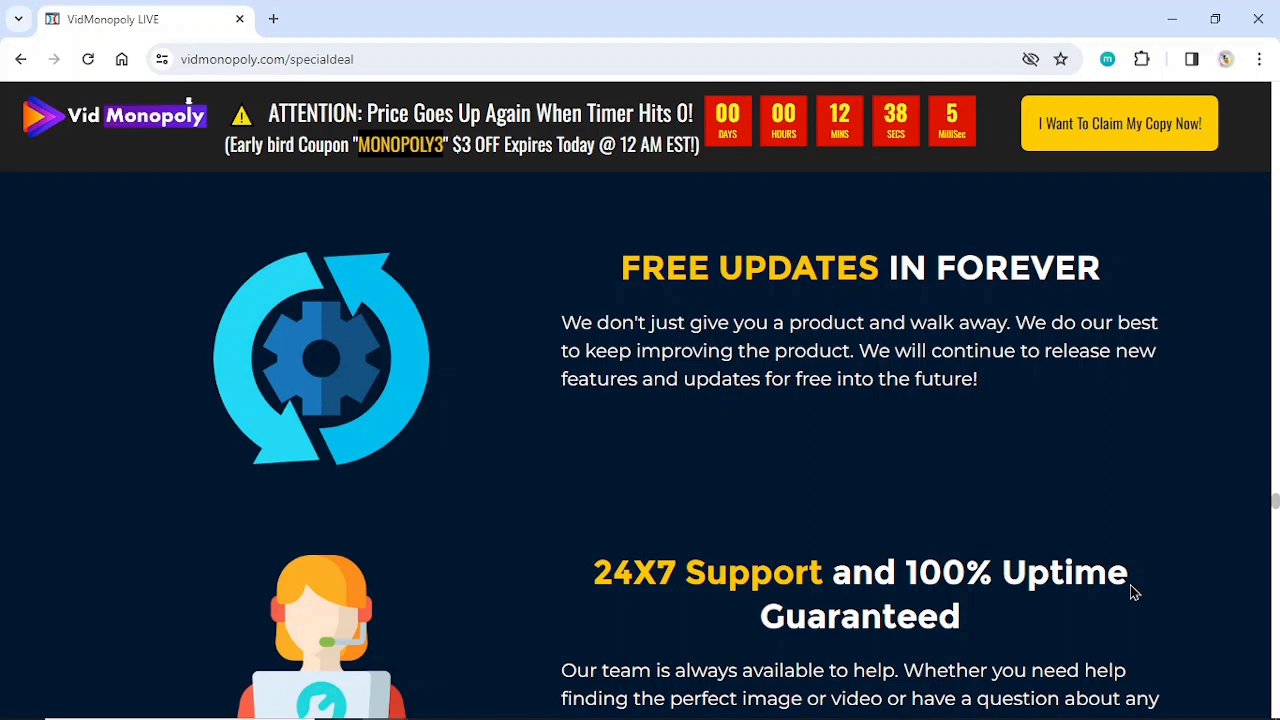 VidMonopoly LIVE
vidmonopoly.com/specialdeal
m
Vid Monopoly
ATTENTION: Price Goes Up Again When Timer Hits 0!
(Early bird Coupon "MONOPOLY3" $3 OFF Expires Today @ 12 AM EST!)
00 00 12 38 5
DAYS HOURS MINS SECS MilliSec
I Want To Claim My Copy Now!
FREE UPDATES IN FOREVER
We don't just give you a product and walk away. We do our best
to keep improving the product. We will continue to release new
features and updates for free into the future!
24X7 Support and 100% Uptime
Guaranteed
Our team is always available to help. Whether you need help
finding the perfect image or video or have a question about any